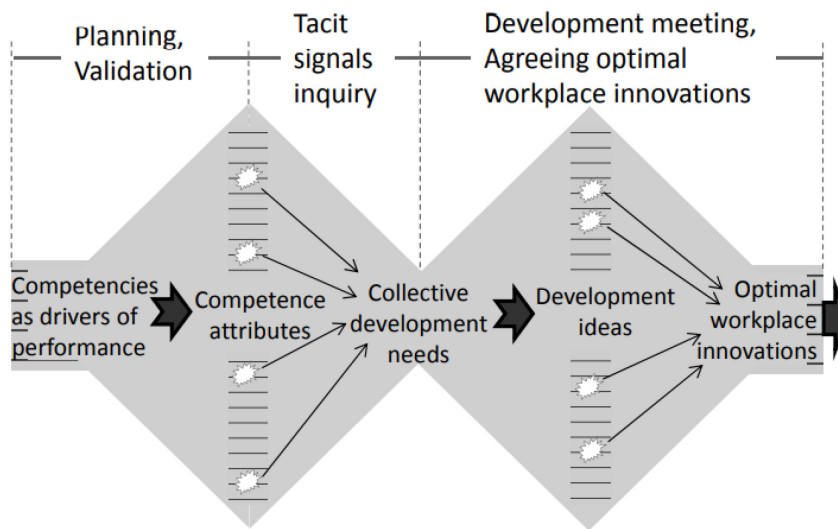 Planning,
Validation
Tacit
signals
inquiry
Development meeting,
Agreeing optimal
workplace innovations
Competencies
as drivers of
performance
Competence
attributes
Collective
development
needs
Development
ideas
Optimal
workplace
innovations